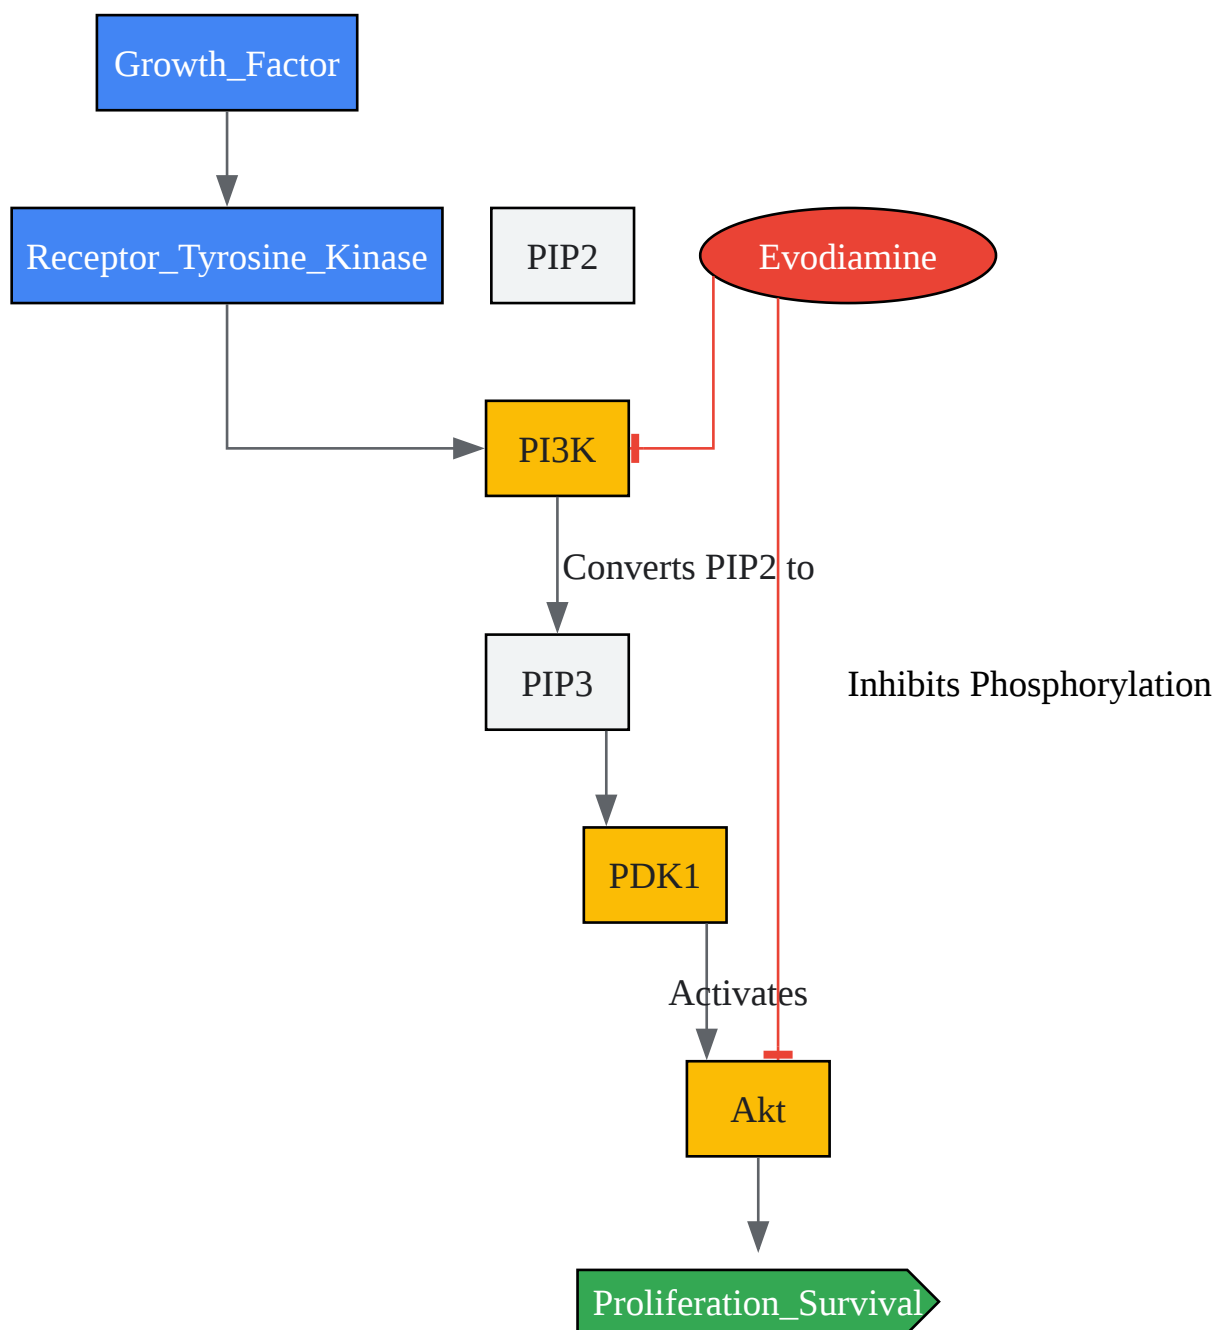 Growth_Factor
Receptor_Tyrosine_Kinase
PIP2
Evodiamine
PI3K
Converts PIP2 to
PIP3
Inhibits Phosphorylation
PDK1
Activates
Akt
Proliferation_Survival